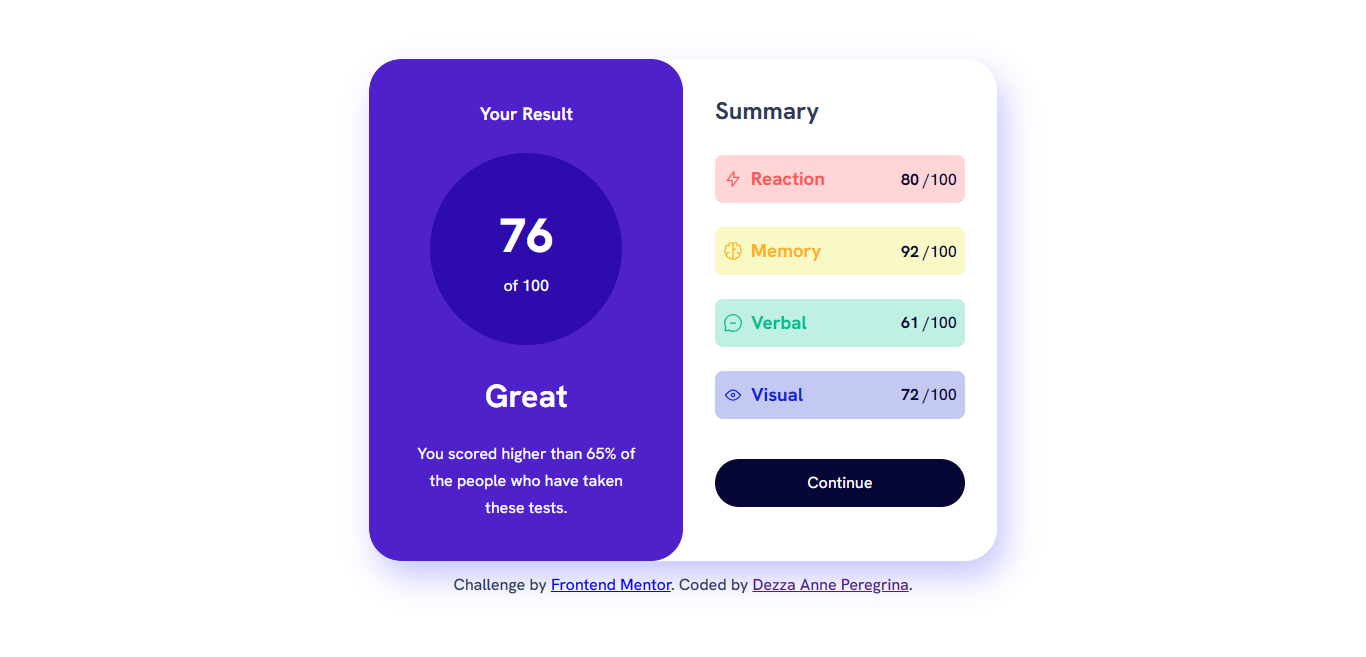 Your Result
76
of 100
Great
You scored higher than 65% of
the people who have taken
these tests.
Summary
Reaction 80 /100
Memory 92 /100
Verbal 61 /100
Visual 72 /100
Continue
Challenge by Frontend Mentor. Coded by Dezza Anne Peregrina.